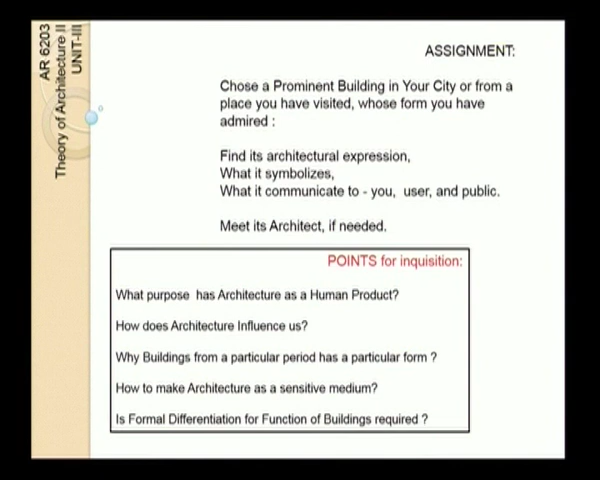 AR 6203
Theory of Architecture II
UNIT-III
ASSIGNMENT:
Chose a Prominent Building in Your City or from a
place you have visited, whose form you have
admired :
Find its architectural expression,
What it symbolizes,
What it communicate to - you, user, and public.
Meet its Architect, if needed.
POINTS for inquisition:
What purpose has Architecture as a Human Product?
How does Architecture Influence us?
Why Buildings from a particular period has a particular form ?
How to make Architecture as a sensitive medium?
Is Formal Differentiation for Function of Buildings required ?